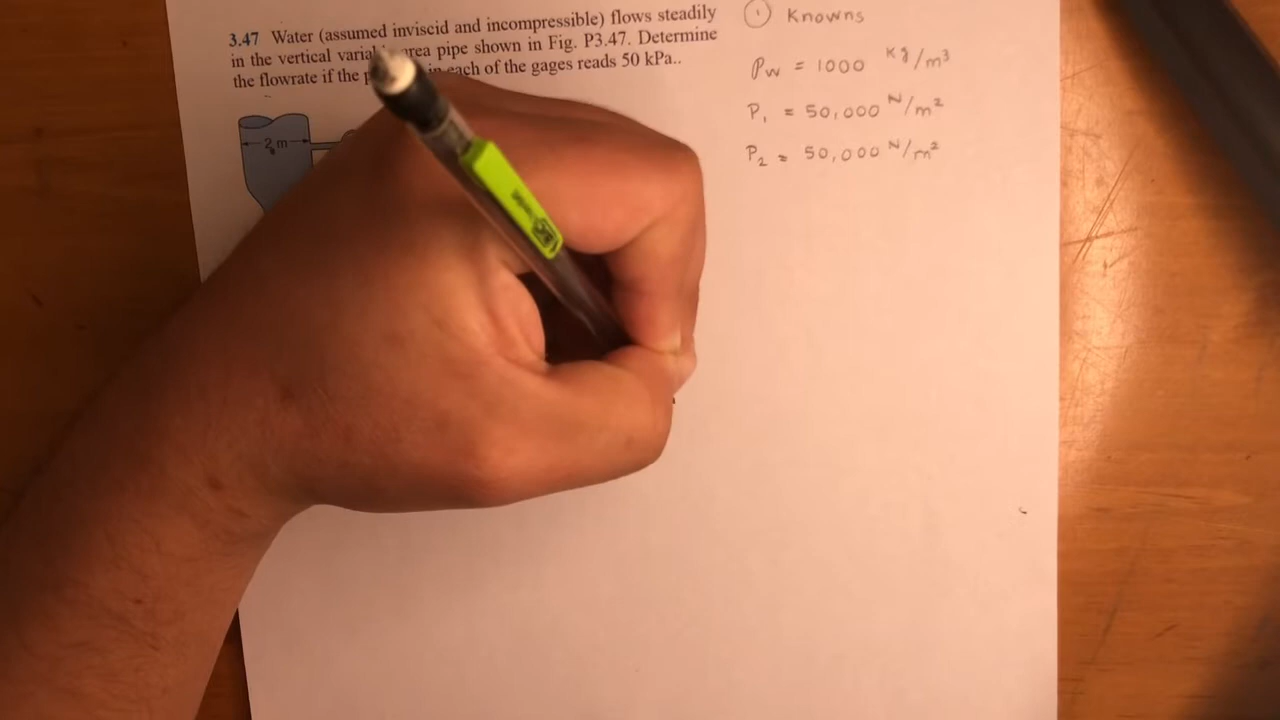 3.47 Water (assumed inviscid and incompressible) flows steadily
in the vertical area pipe shown in Fig. P3.47. Determine
the flowrate if the in each of the gages reads 50 kPa..
2 m
① Knowns
ρw = 1000 kg/m³
P₁ = 50,000 N/m²
P₂ = 50,000 N/m²